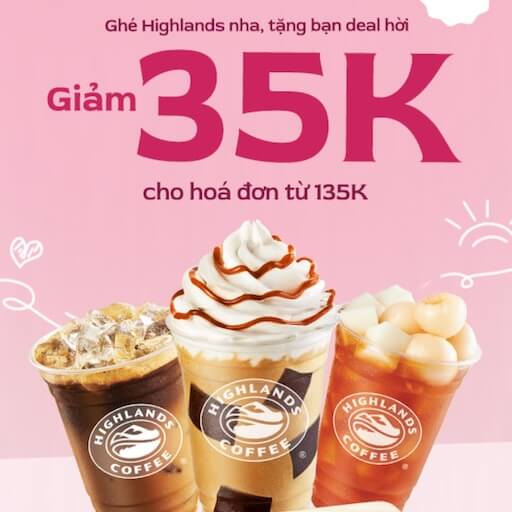 Ghé Highlands nha, tặng bạn deal hời
Giảm 35K
cho hoá đơn từ 135K
HIGHLANDS
COFFEE
®
HIGHLANDS
COFFEE
®
HIGHLANDS
COFFEE
®